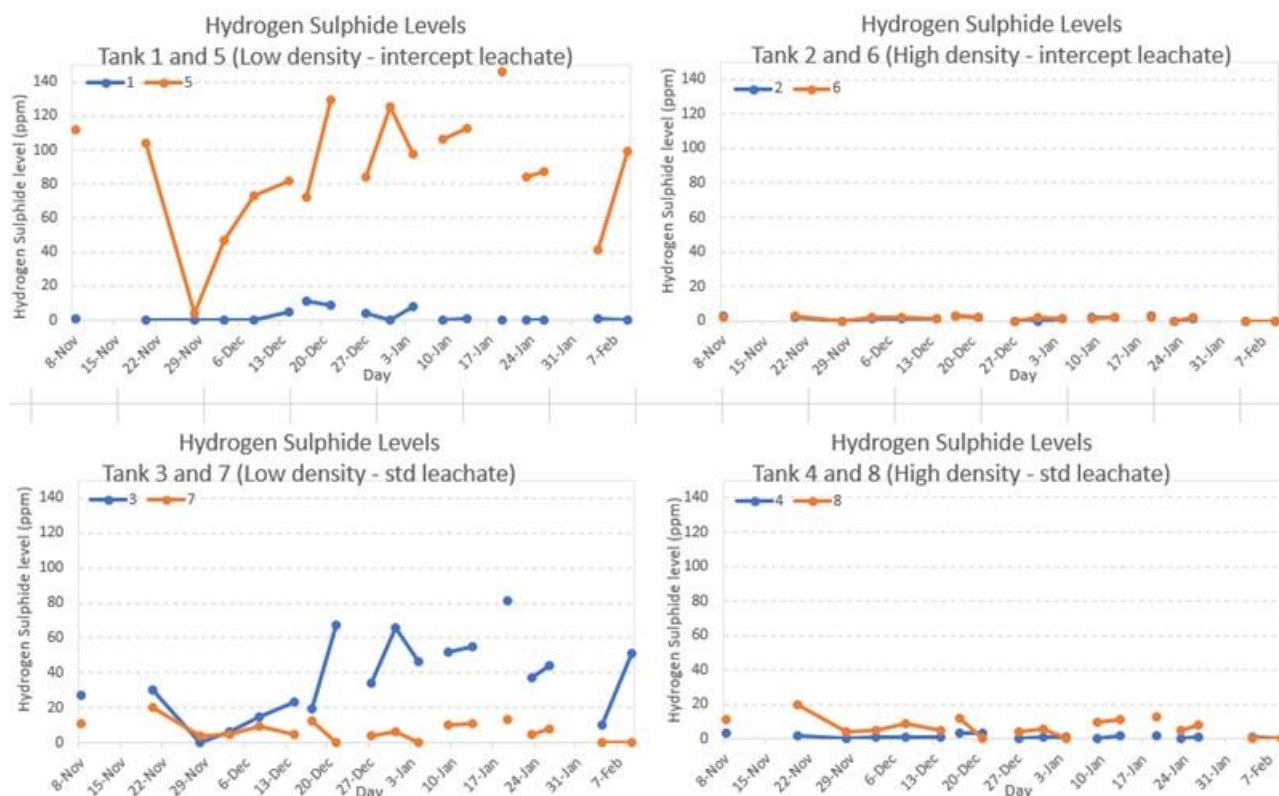 Hydrogen Sulphide Levels
Tank 1 and 5 (Low density - intercept leachate)
1 5
Hydrogen Sulphide level (ppm)
140
120
100
80
60
40
20
0
8-Nov 15-Nov 22-Nov 29-Nov 6-Dec 13-Dec 20-Dec 27-Dec 3-Jan 10-Jan 17-Jan 24-Jan 31-Jan 7-Feb
Day
Hydrogen Sulphide Levels
Tank 2 and 6 (High density - intercept leachate)
2 6
Hydrogen Sulphide level (ppm)
140
120
100
80
60
40
20
0
8-Nov 15-Nov 22-Nov 29-Nov 6-Dec 13-Dec 20-Dec 27-Dec 3-Jan 10-Jan 17-Jan 24-Jan 31-Jan 7-Feb
Day
Hydrogen Sulphide Levels
Tank 3 and 7 (Low density - std leachate)
3 7
Hydrogen Sulphide level (ppm)
140
120
100
80
60
40
20
0
8-Nov 15-Nov 22-Nov 29-Nov 6-Dec 13-Dec 20-Dec 27-Dec 3-Jan 10-Jan 17-Jan 24-Jan 31-Jan 7-Feb
Day
Hydrogen Sulphide Levels
Tank 4 and 8 (High density - std leachate)
4 8
Hydrogen Sulphide level (ppm)
140
120
100
80
60
40
20
0
8-Nov 15-Nov 22-Nov 29-Nov 6-Dec 13-Dec 20-Dec 27-Dec 3-Jan 10-Jan 17-Jan 24-Jan 31-Jan 7-Feb
Day